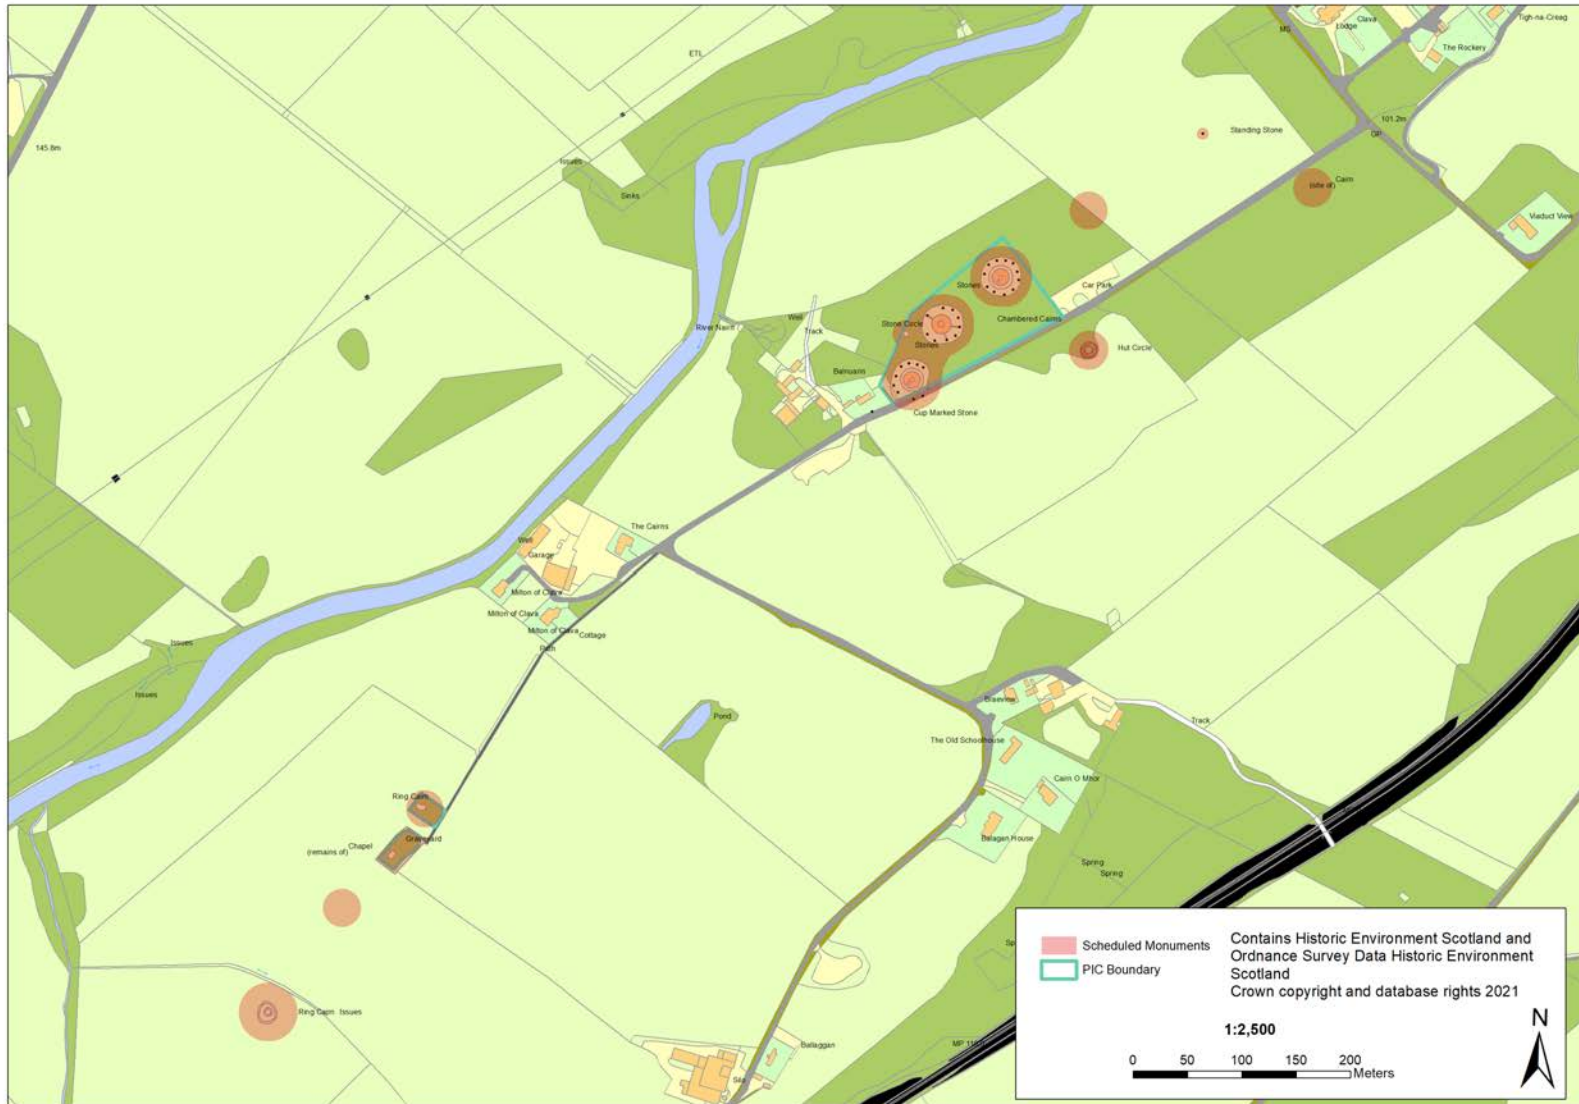 Clava
Lodge
Tigh-na-Creag
MS
The Rockery
ETL
145.8m
101.2m
GP
Standing Stone
Issues
Sinks
Cairn
(site of)
Viaduct View
Stones
Car Park
Well
River Nairn
Track
Stone Circle
Chambered Cairns
Stones
Hut Circle
Balnuarin
Cup Marked Stone
The Cairns
Well
Garage
Milton of Clava
Milton of Clava
Milton of Clava
Cottage
Path
Issues
Issues
Braeview
Pond
Track
The Old Schoolhouse
Cairn O Mhor
Ring Cairn
Graveyard
Chapel
(remains of)
Balagan House
Spring
Spring
Ring Cairn Issues
Ballaggan
Silo
Scheduled Monuments
PIC Boundary
Contains Historic Environment Scotland and
Ordnance Survey Data Historic Environment
Scotland
Crown copyright and database rights 2021
1:2,500
N
0 50 100 150 200
Meters